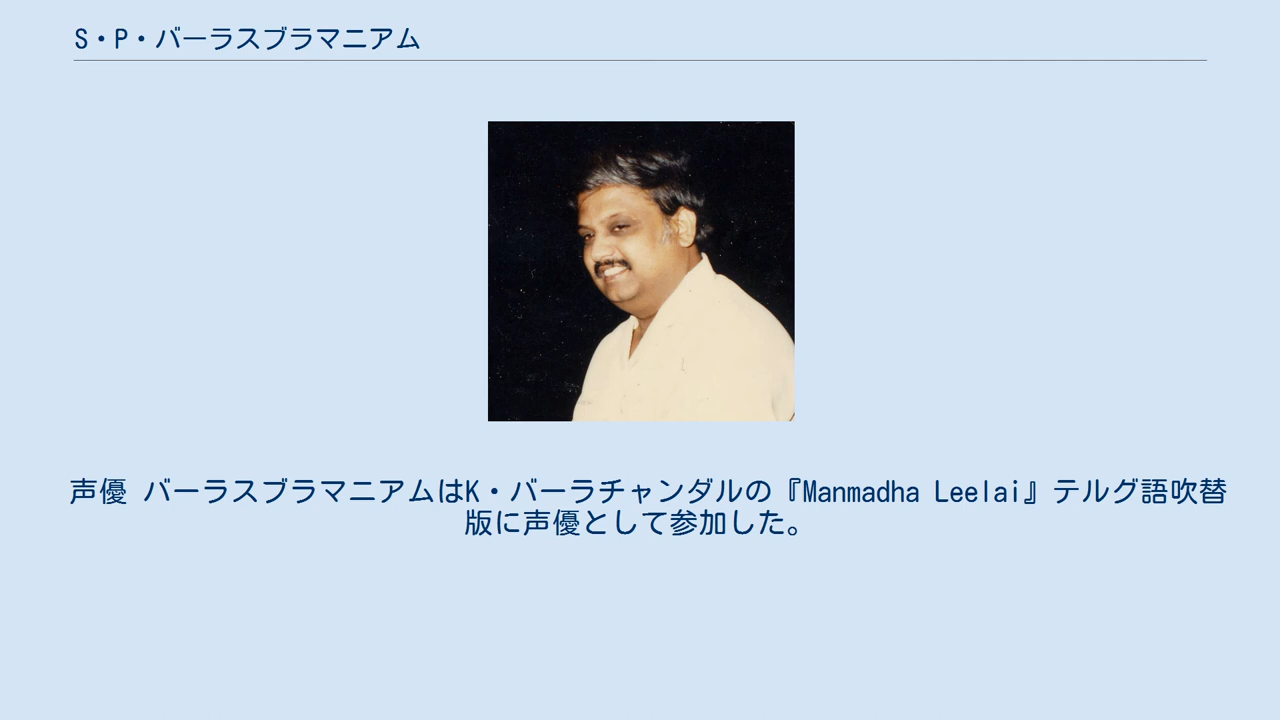 S・P・バーラスブラマニアム
声優 バーラスブラマニアムはK・バーラチャンダルの『Manmadha Leelai』テルグ語吹替
版に声優として参加した。